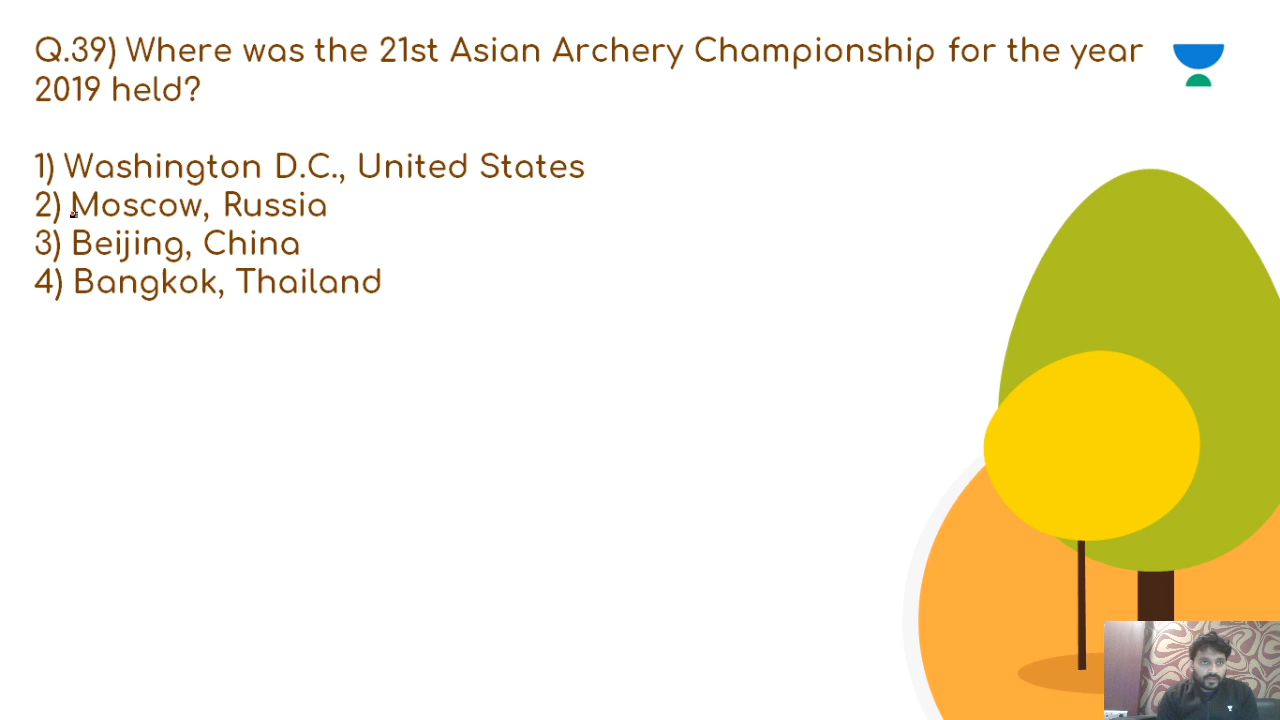 Q.39) Where was the 21st Asian Archery Championship for the year
2019 held?
1) Washington D.C., United States
2) Moscow, Russia
3) Beijing, China
4) Bangkok, Thailand